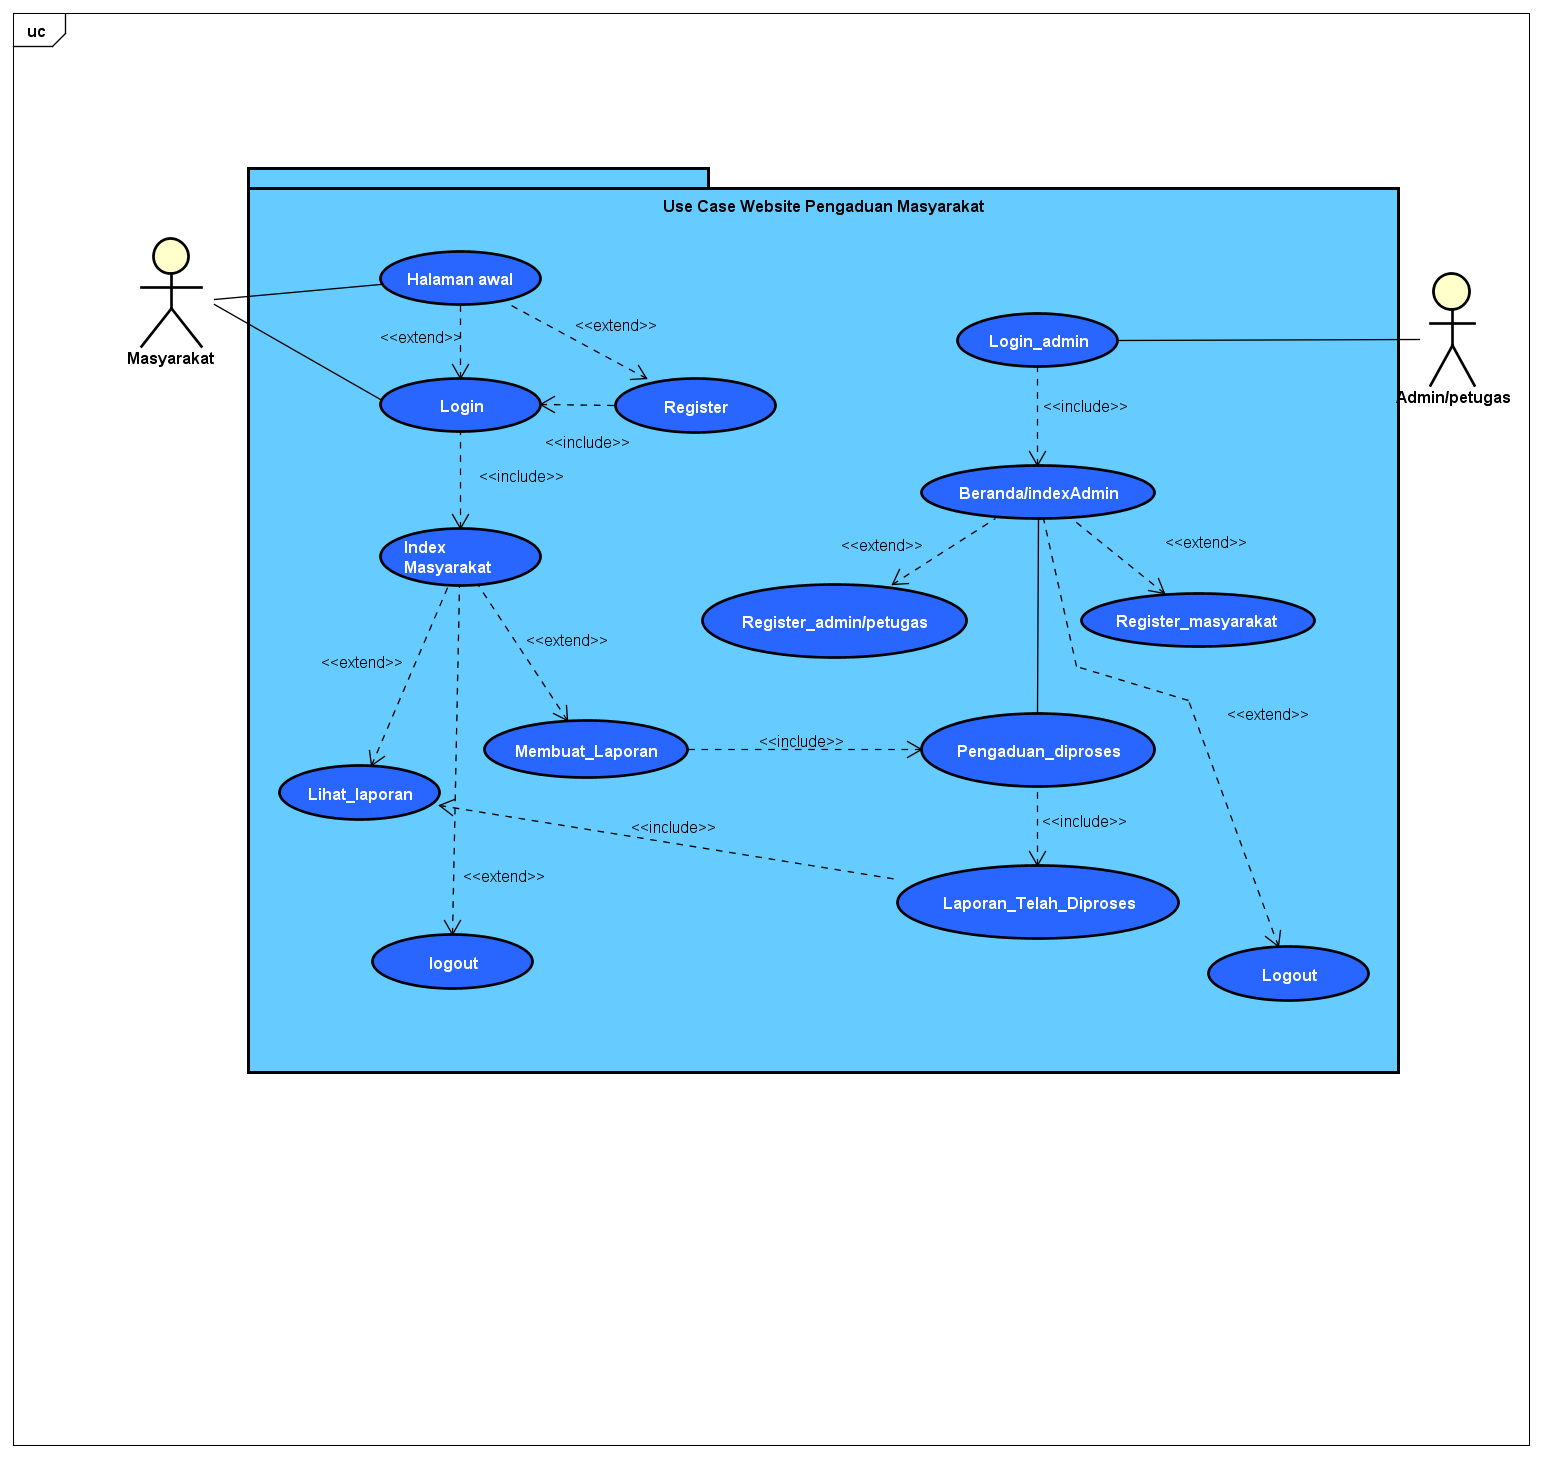 uc
Use Case Website Pengaduan Masyarakat
Masyarakat
Halaman awal
<<extend>>
<<extend>>
Login_admin
Admin/petugas
Login
Register
<<include>>
<<include>>
<<include>>
Beranda/indexAdmin
Index
Masyarakat
<<extend>>
<<extend>>
Register_admin/petugas
Register_masyarakat
<<extend>>
<<extend>>
<<extend>>
Membuat_Laporan
<<include>>
Pengaduan_diproses
Lihat_laporan
<<include>>
<<include>>
<<extend>>
Laporan_Telah_Diproses
logout
Logout